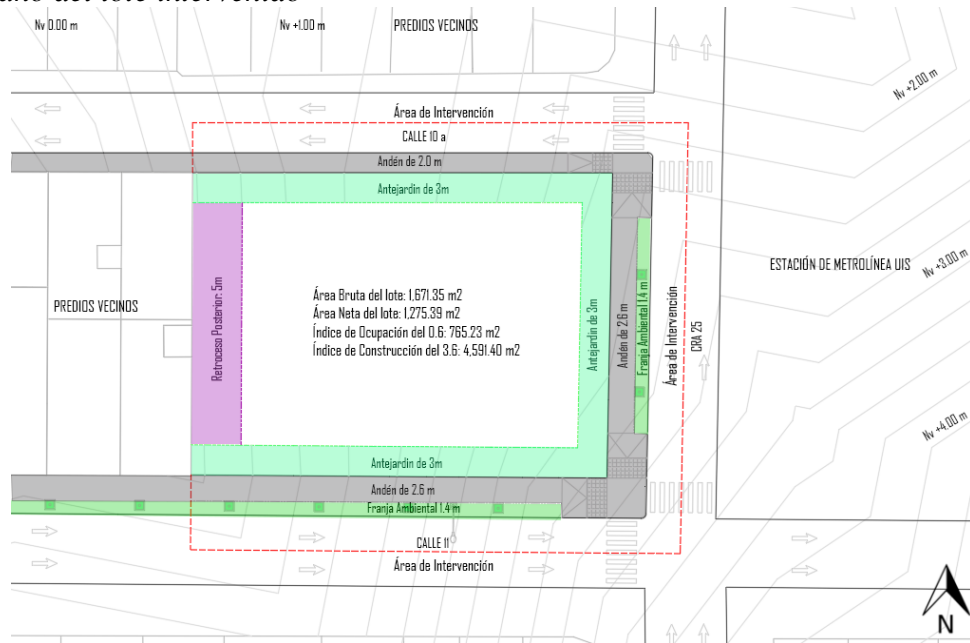 Nv 0.00 m
Nv +1.00 m
PREDIOS VECINOS
Nv +2.00 m
Área de Intervención
CALLE 10 a
Andén de 2.0 m
Antejardín de 3m
ESTACIÓN DE METROLÍNEA UIS
Nv +3.00 m
PREDIOS VECINOS
Retroceso Posterior: 5m
Área Bruta del lote: 1,671.35 m2
Área Neta del lote: 1,275.39 m2
Índice de Ocupación del 0.6: 765.23 m2
Índice de Construcción del 3.6: 4,591.40 m2
Antejardín de 3m
Andén de 2.6 m
Franja Ambiental 1.4 m
Área de Intervención
CRA 25
Nv +4.00 m
Antejardín de 3m
Andén de 2.6 m
Franja Ambiental 1.4 m
CALLE 11
Área de Intervención
N